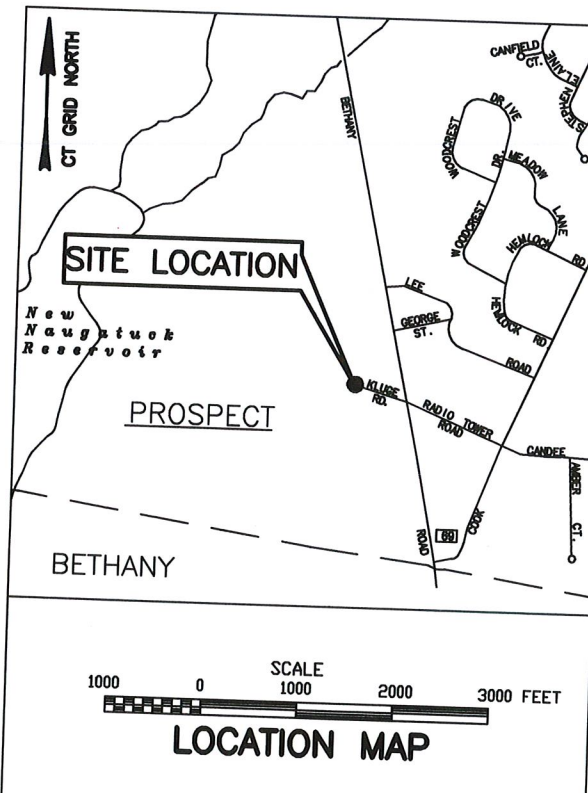 CT GRID NORTH
CANFIELD
CT.
ELAINE
STEPHEN
BETHANY
DRIVE
WOODCREST
DR.
MEADOW
LANE
WOODCREST
HEMLOCK
RD.
SITE LOCATION
LEE
GEORGE
ST.
HEMLOCK RD.
ROAD
New
Naugatuck
Reservoir
KLUGE
RD.
RADIO TOWER
ROAD
PROSPECT
CANDEE
AMBER
CT.
ROAD
69
COOK
BETHANY
SCALE
1000 0 1000 2000 3000 FEET
LOCATION MAP